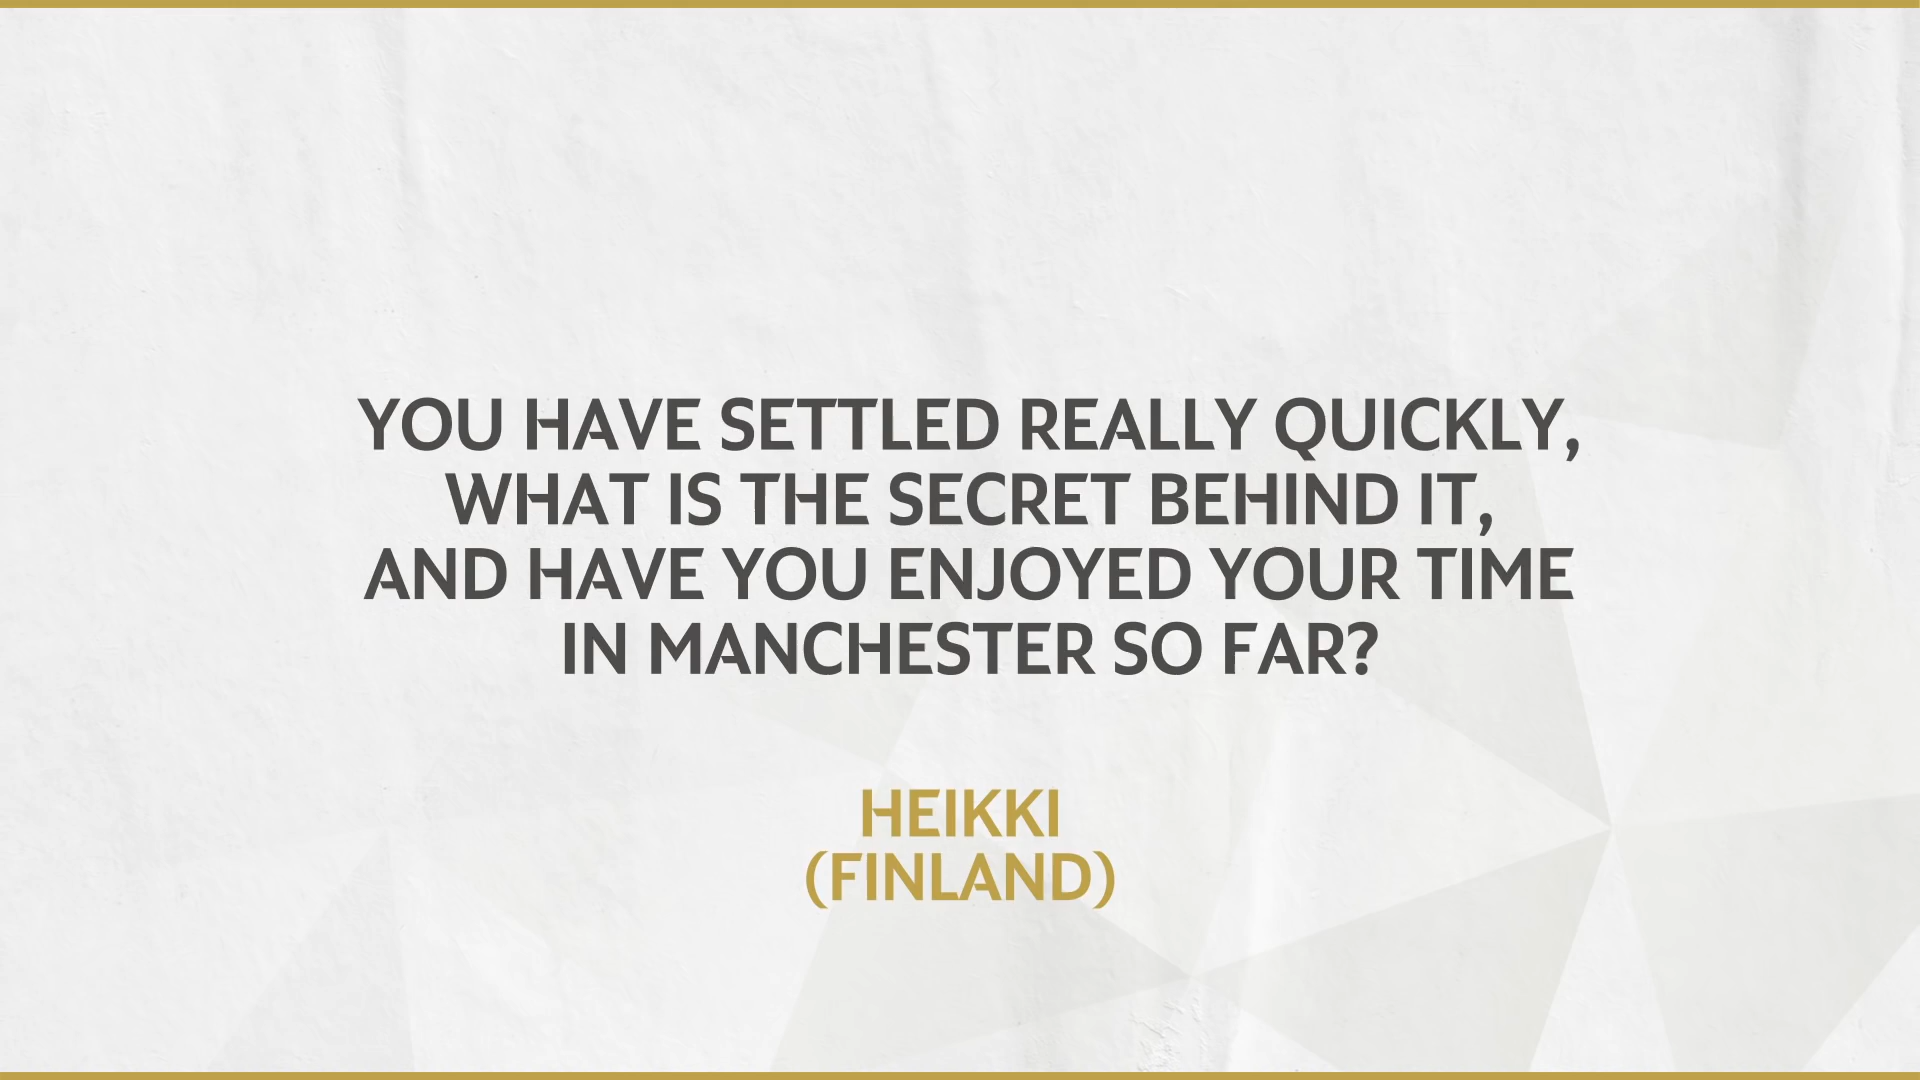 YOU HAVE SETTLED REALLY QUICKLY,
WHAT IS THE SECRET BEHIND IT,
AND HAVE YOU ENJOYED YOUR TIME
IN MANCHESTER SO FAR?
HEIKKI
(FINLAND)